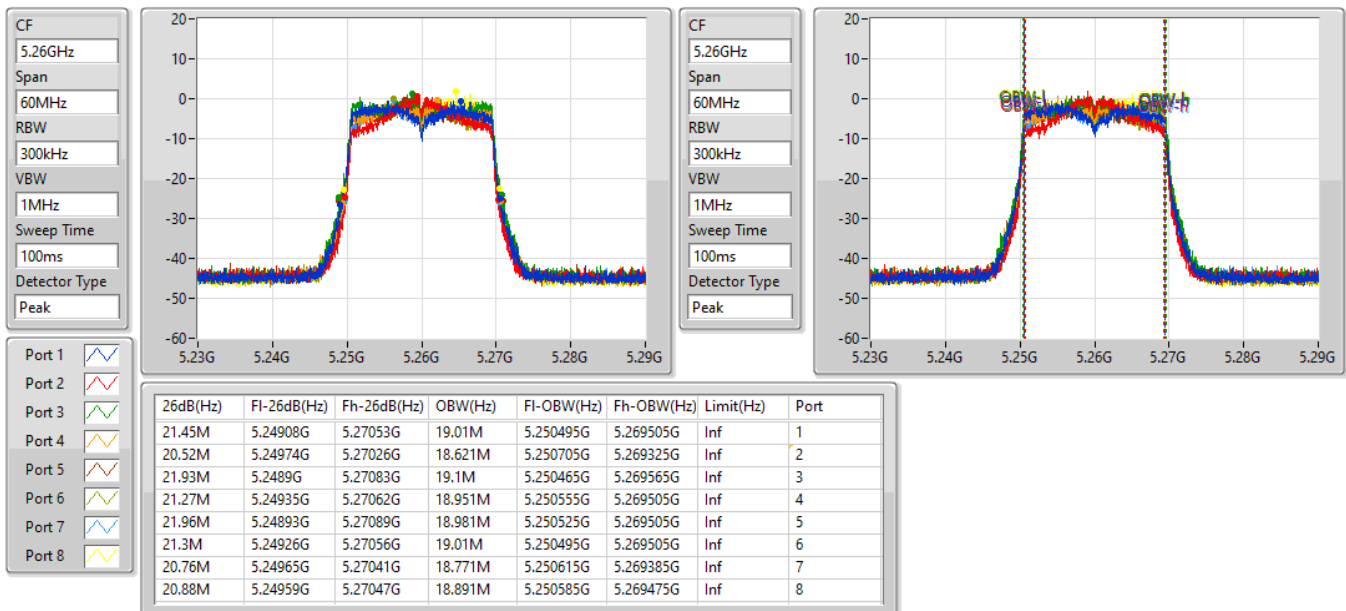 CF
5.26GHz
Span
60MHz
RBW
300kHz
VBW
1MHz
Sweep Time
100ms
Detector Type
Peak
20
10
0
-10
-20
-30
-40
-50
-60
5.23G 5.24G 5.25G 5.26G 5.27G 5.28G 5.29G
CF
5.26GHz
Span
60MHz
RBW
300kHz
VBW
1MHz
Sweep Time
100ms
Detector Type
Peak
20
10
0
-10
-20
-30
-40
-50
-60
OBW-l OBW-h
5.23G 5.24G 5.25G 5.26G 5.27G 5.28G 5.29G
Port 1
Port 2
Port 3
Port 4
Port 5
Port 6
Port 7
Port 8
26dB(Hz) Fl-26dB(Hz) Fh-26dB(Hz) OBW(Hz) Fl-OBW(Hz) Fh-OBW(Hz) Limit(Hz) Port
21.45M 5.24908G 5.27053G 19.01M 5.250495G 5.269505G Inf 1
20.52M 5.24974G 5.27026G 18.621M 5.250705G 5.269325G Inf 2
21.93M 5.2489G 5.27083G 19.1M 5.250465G 5.269565G Inf 3
21.27M 5.24935G 5.27062G 18.951M 5.250555G 5.269505G Inf 4
21.96M 5.24893G 5.27089G 18.981M 5.250525G 5.269505G Inf 5
21.3M 5.24926G 5.27056G 19.01M 5.250495G 5.269505G Inf 6
20.76M 5.24965G 5.27041G 18.771M 5.250615G 5.269385G Inf 7
20.88M 5.24959G 5.27047G 18.891M 5.250585G 5.269475G Inf 8